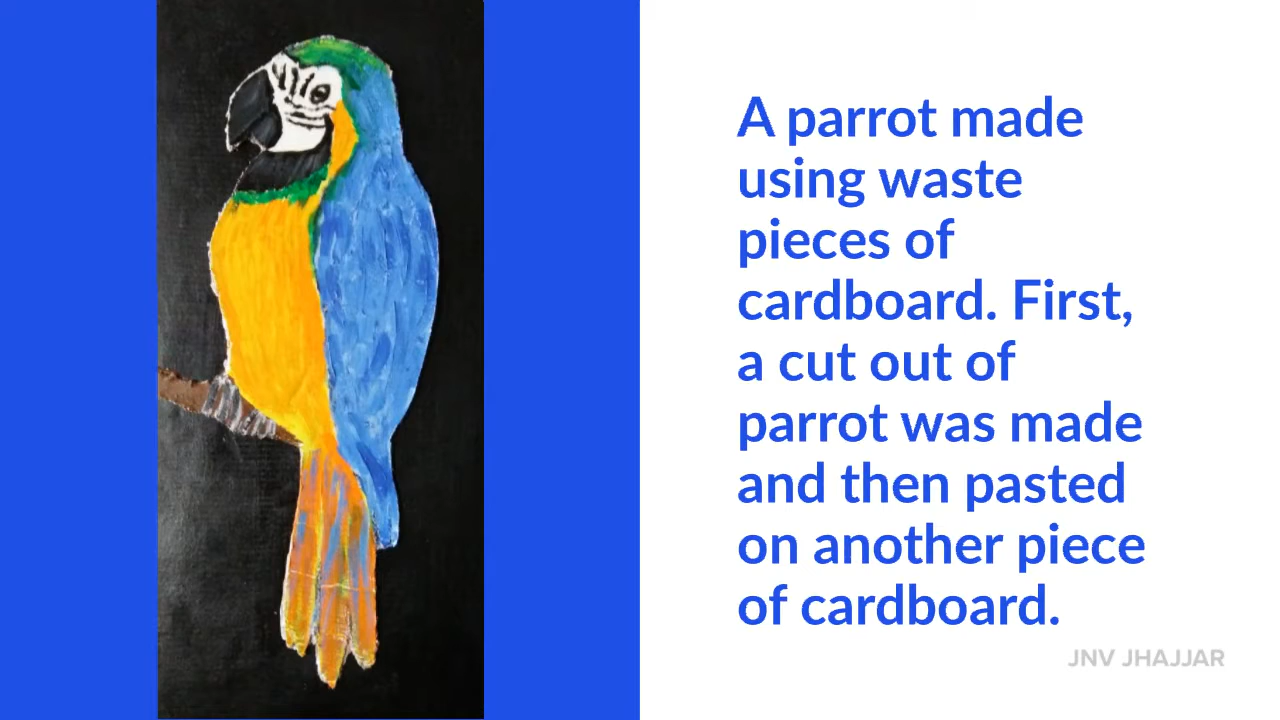 A parrot made
using waste
pieces of
cardboard. First,
a cut out of
parrot was made
and then pasted
on another piece
of cardboard.
JNV JHAJJAR